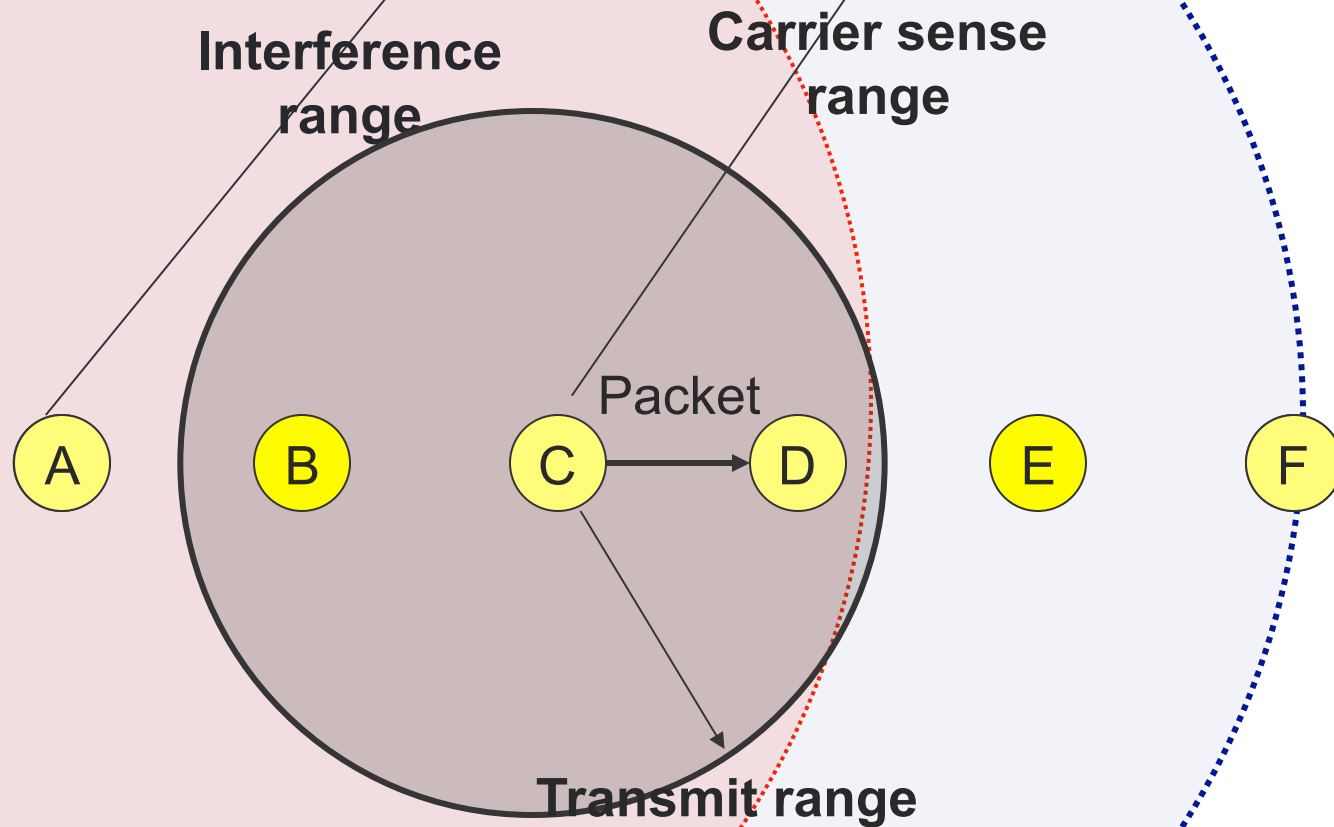 Interference
range
Carrier sense
range
Packet
A B C D E F
Transmit range